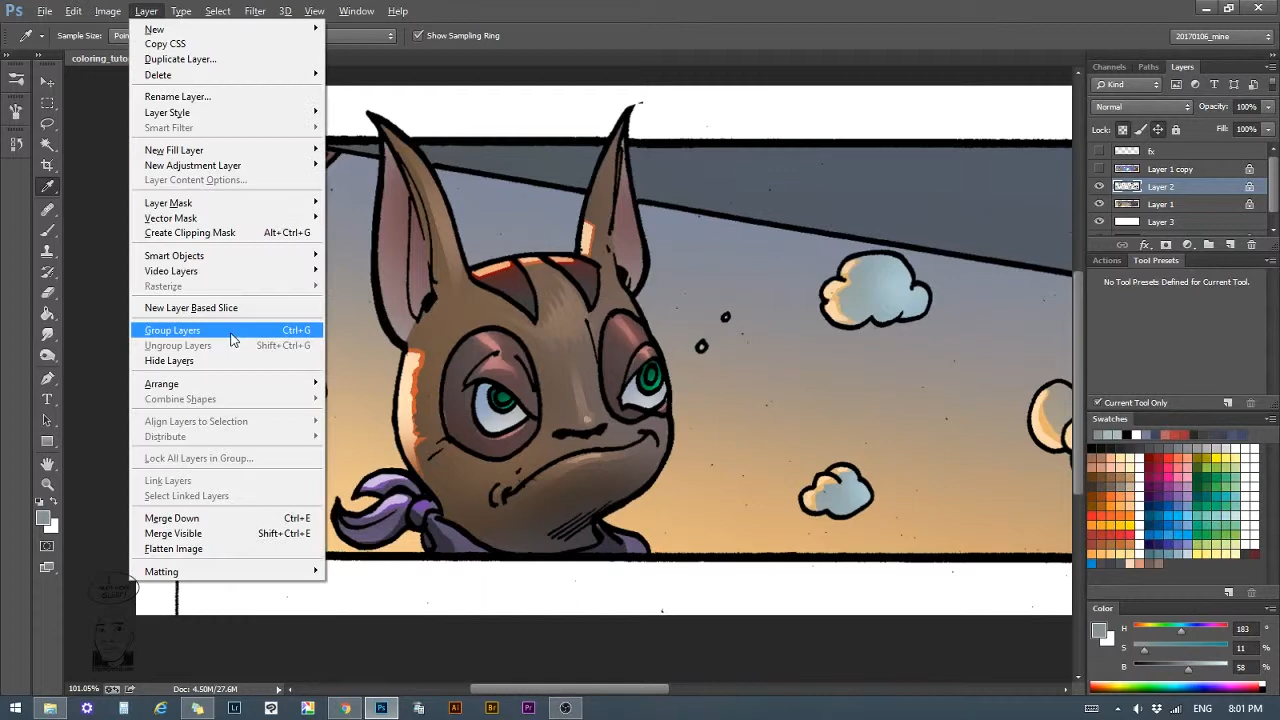 Ps File Edit Image Layer Type Select Filter 3D View Window Help
Sample Size: Show Sampling Ring 20170106_mine
coloring_tuto
New
Copy CSS
Duplicate Layer...
Delete
Rename Layer...
Layer Style
Smart Filter
New Fill Layer
New Adjustment Layer
Layer Content Options...
Layer Mask
Vector Mask
Create Clipping Mask Alt+Ctrl+G
Smart Objects
Video Layers
Rasterize
New Layer Based Slice
Group Layers Ctrl+G
Ungroup Layers Shift+Ctrl+G
Hide Layers
Arrange
Combine Shapes
Align Layers to Selection
Distribute
Lock All Layers in Group...
Link Layers
Select Linked Layers
Merge Down Ctrl+E
Merge Visible Shift+Ctrl+E
Flatten Image
Matting
Channels Paths Layers
Kind
Normal Opacity: 100%
Lock: Fill: 100%
fx
Layer 1 copy
Layer 2
Layer 1
Layer 3
Actions Tool Presets
No Tool Presets Defined for Current Tool.
Current Tool Only
Swatches
Color
H 183 °
S 11 %
B 58 %
101.05% Doc: 4.50M/27.6M
Lr Ps Ai Br Pr ENG 8:01 PM